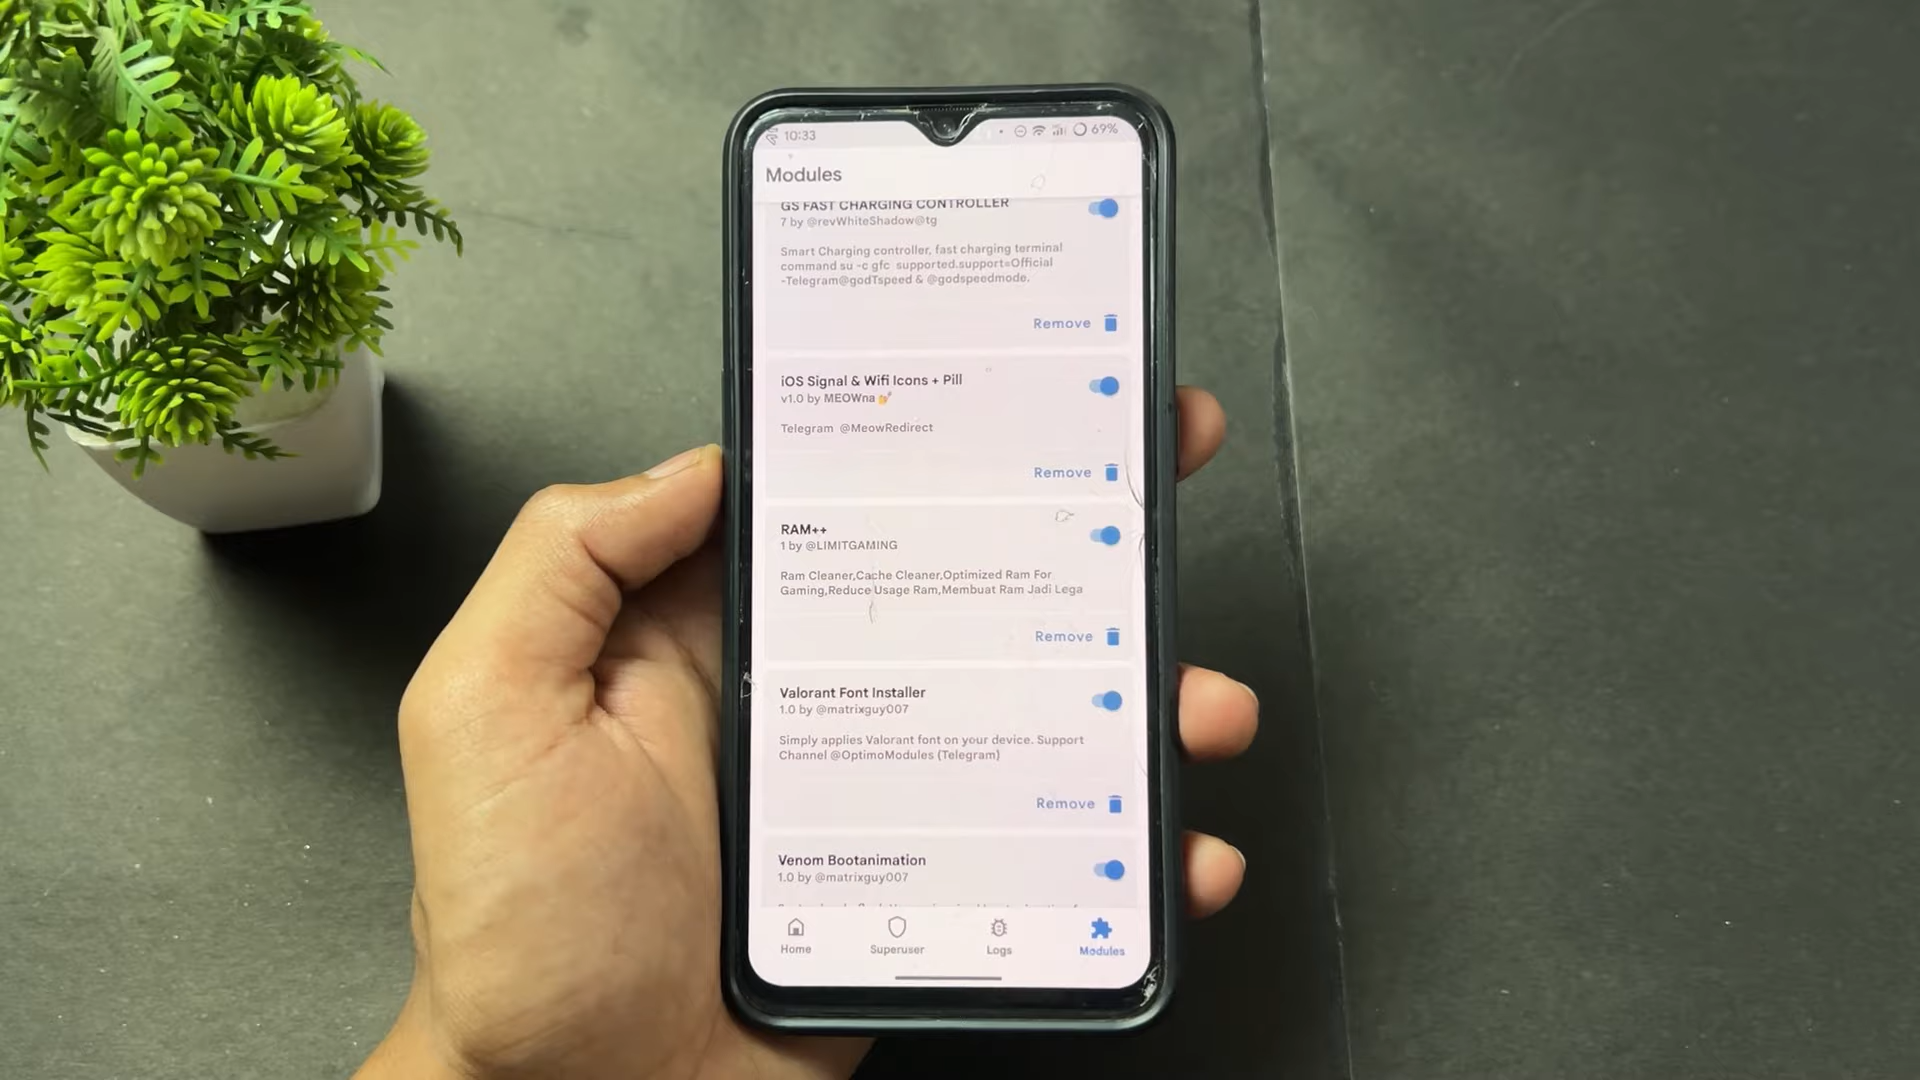 10:33
69%
Modules
GS FAST CHARGING CONTROLLER
7 by @revWhiteShadow@tg
Smart Charging controller, fast charging terminal
command su -c gfc supported.support=Official
-Telegram@godTspeed & @godspeedmode.
Remove
iOS Signal & Wifi Icons + Pill
v1.0 by MEOWna
Telegram @MeowRedirect
Remove
RAM++
1 by @LIMITGAMING
Ram Cleaner,Cache Cleaner,Optimized Ram For
Gaming,Reduce Usage Ram,Membuat Ram Jadi Lega
Remove
Valorant Font Installer
1.0 by @matrixguy007
Simply applies Valorant font on your device. Support
Channel @OptimoModules (Telegram)
Remove
Venom Bootanimation
1.0 by @matrixguy007
Home
Superuser
Logs
Modules